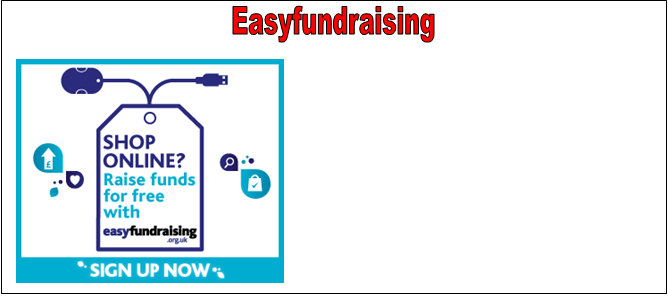 Easyfundraising
SHOP
ONLINE?
Raise funds
for free
with
easyfundraising
.org.uk
£
SIGN UP NOW